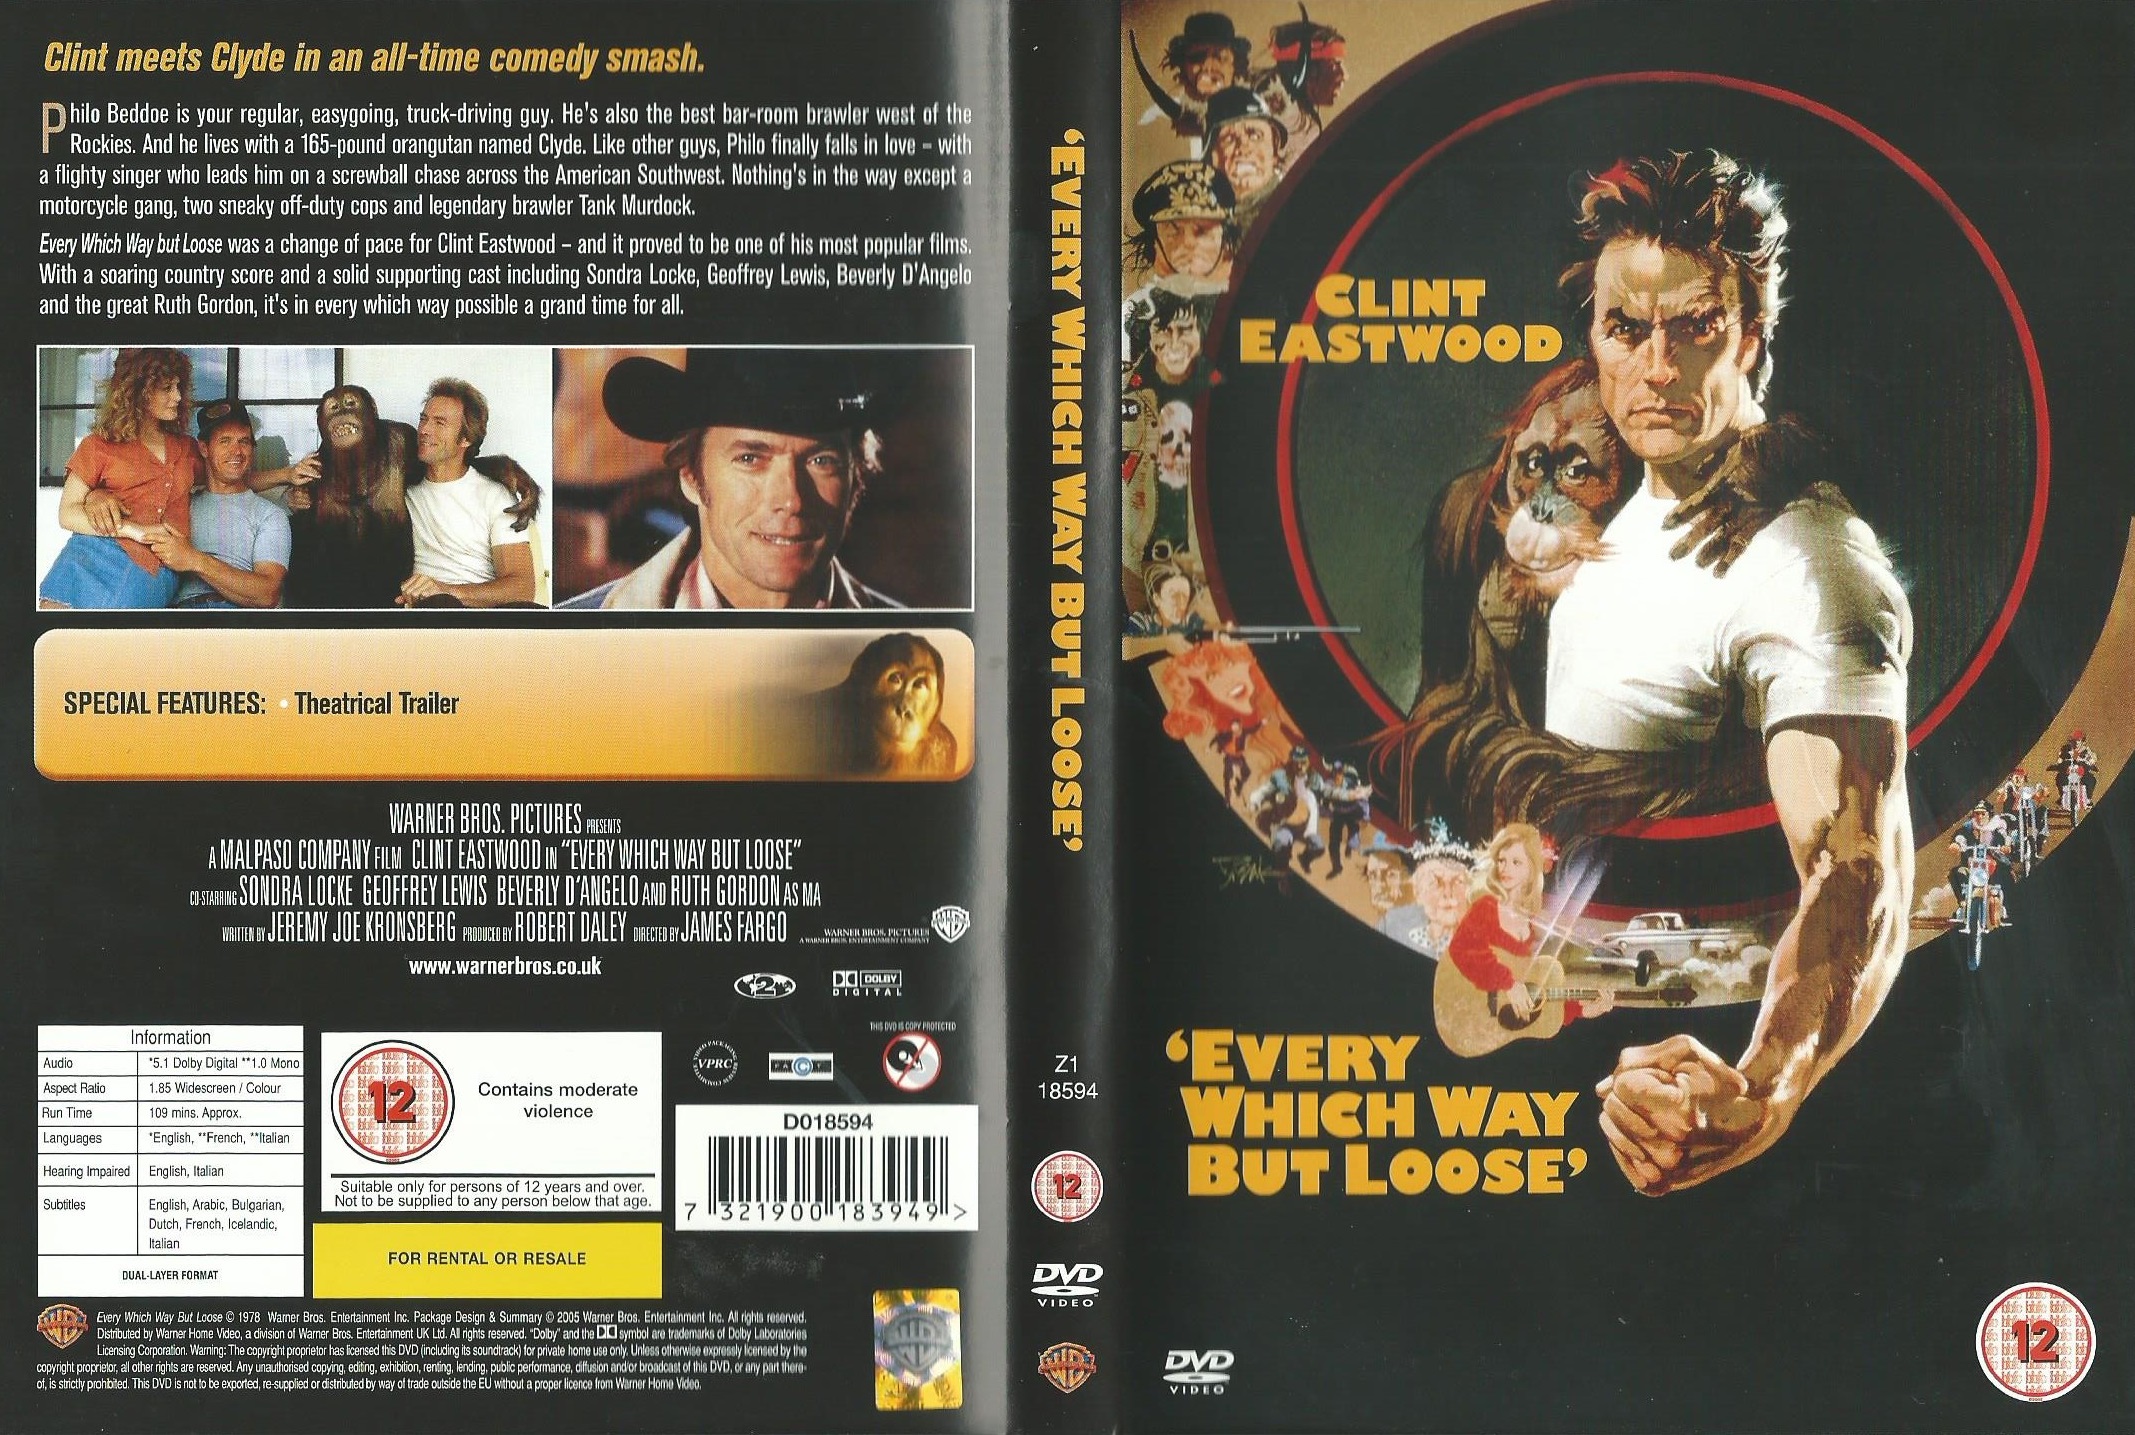 Clint meets Clyde in an all-time comedy smash.
Philo Beddoe is your regular, easygoing, truck-driving guy. He's also the best bar-room brawler west of the
Rockies. And he lives with a 165-pound orangutan named Clyde. Like other guys, Philo finally falls in love – with
a flighty singer who leads him on a screwball chase across the American Southwest. Nothing's in the way except a
motorcycle gang, two sneaky off-duty cops and legendary brawler Tank Murdock.
Every Which Way but Loose was a change of pace for Clint Eastwood – and it proved to be one of his most popular films.
With a soaring country score and a solid supporting cast including Sondra Locke, Geoffrey Lewis, Beverly D'Angelo
and the great Ruth Gordon, it's in every which way possible a grand time for all.
SPECIAL FEATURES: • Theatrical Trailer
WARNER BROS. PICTURES PRESENTS
A MALPASO COMPANY FILM CLINT EASTWOOD IN "EVERY WHICH WAY BUT LOOSE"
CO-STARRING SONDRA LOCKE GEOFFREY LEWIS BEVERLY D'ANGELO AND RUTH GORDON AS MA
WRITTEN BY JEREMY JOE KRONSBERG PRODUCED BY ROBERT DALEY DIRECTED BY JAMES FARGO
WARNER BROS. PICTURES
A WARNER BROS. ENTERTAINMENT COMPANY
www.warnerbros.co.uk
2
DOLBY
DIGITAL
Information
Audio *5.1 Dolby Digital **1.0 Mono
Aspect Ratio 1.85 Widescreen / Colour
Run Time 109 mins. Approx.
Languages *English, **French, **Italian
Hearing Impaired English, Italian
Subtitles English, Arabic, Bulgarian,
Dutch, French, Icelandic,
Italian
DUAL-LAYER FORMAT
12
Contains moderate
violence
Suitable only for persons of 12 years and over.
Not to be supplied to any person below that age.
FOR RENTAL OR RESALE
VPRC
FACT
THIS DVD IS COPY PROTECTED
D018594
7 321900 183949 >
Every Which Way But Loose © 1978 Warner Bros. Entertainment Inc. Package Design & Summary © 2005 Warner Bros. Entertainment Inc. All rights reserved.
Distributed by Warner Home Video, a division of Warner Bros. Entertainment UK Ltd. All rights reserved. "Dolby" and the DD symbol are trademarks of Dolby Laboratories
Licensing Corporation. Warning: The copyright proprietor has licensed this DVD (including its soundtrack) for private home use only. Unless otherwise expressly licensed by the
copyright proprietor, all other rights are reserved. Any unauthorised copying, editing, exhibition, renting, lending, public performance, diffusion and/or broadcast of this DVD, or any part there-
of, is strictly prohibited. This DVD is not to be exported, re-supplied or distributed by way of trade outside the EU without a proper licence from Warner Home Video.
'EVERY WHICH WAY BUT LOOSE'
Z1
18594
12
DVD
VIDEO
CLINT
EASTWOOD
'EVERY
WHICH WAY
BUT LOOSE'
DVD
VIDEO
12